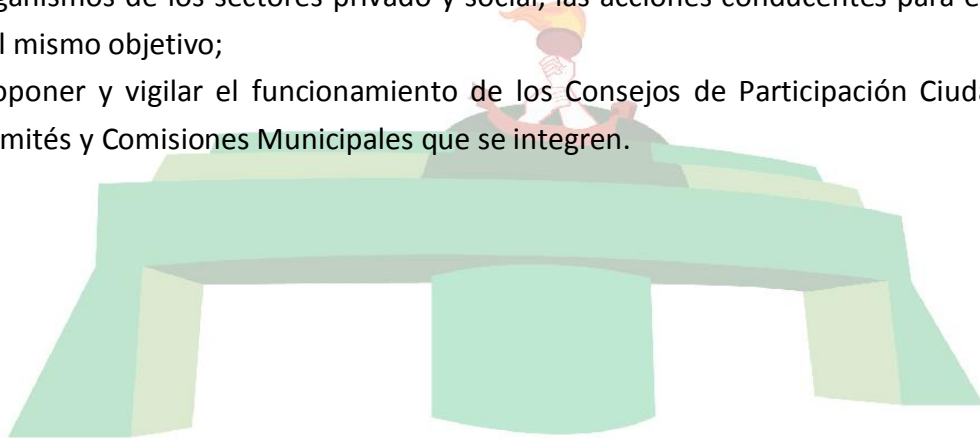 ganismos de los sectores privado y social, las acciones conducentes para e
l mismo objetivo;
oponer y vigilar el funcionamiento de los Consejos de Participación Ciuda
mités y Comisiones Municipales que se integren.